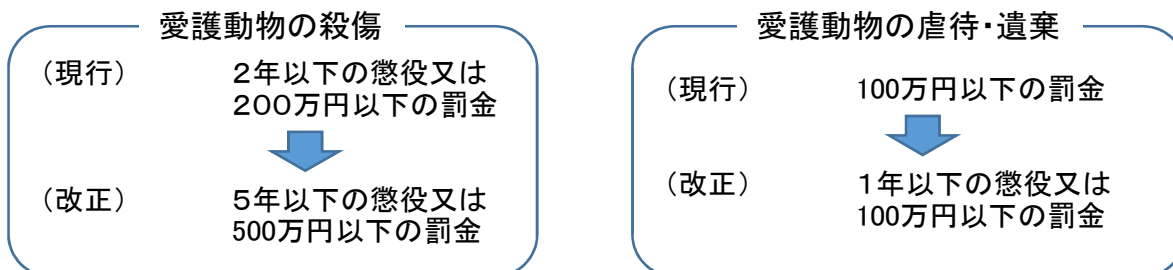 愛護動物の殺傷
（現行） ２年以下の懲役又は
２００万円以下の罰金
（改正） ５年以下の懲役又は
500万円以下の罰金
愛護動物の虐待・遺棄
（現行） 100万円以下の罰金
（改正） １年以下の懲役又は
100万円以下の罰金